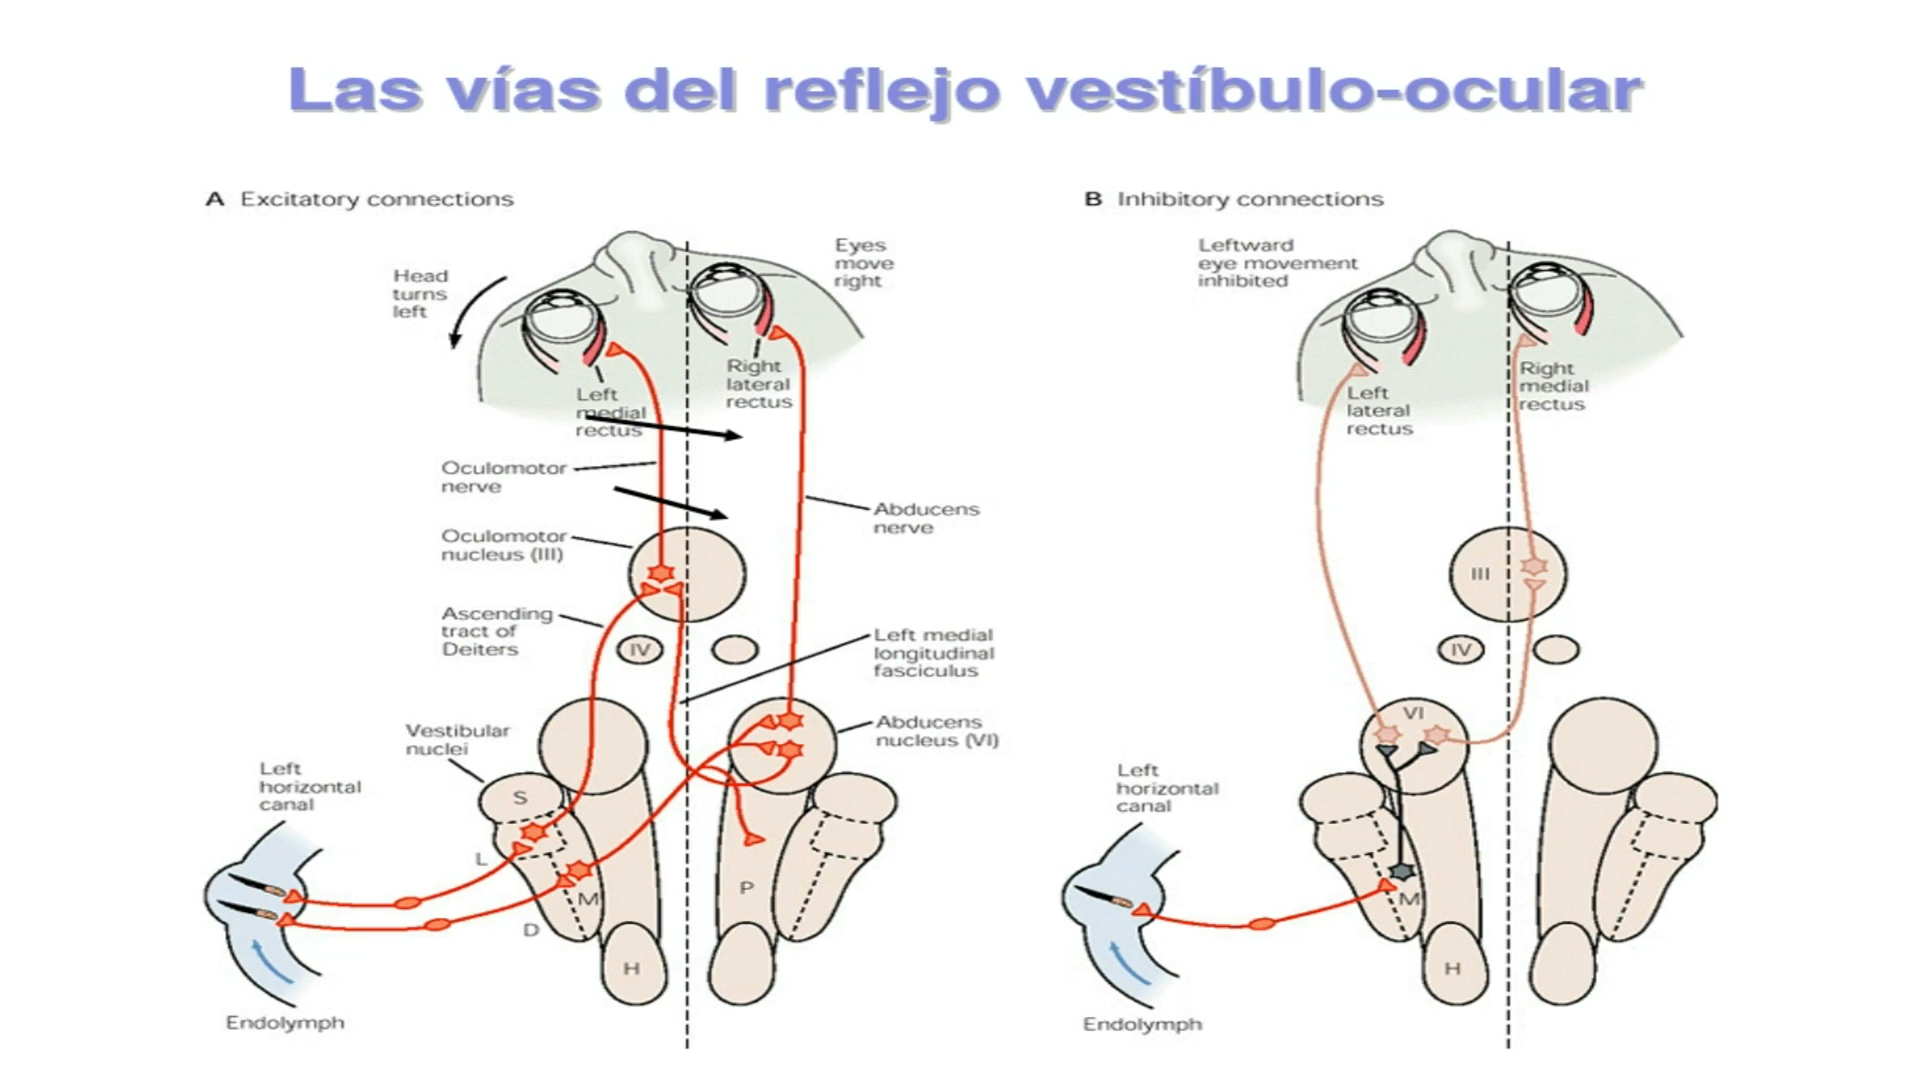 Las vías del reflejo vestíbulo-ocular
A Excitatory connections
Head
turns
left
Eyes
move
right
Left
medial
rectus
Right
lateral
rectus
Oculomotor
nerve
Abducens
nerve
Oculomotor
nucleus (III)
Ascending
tract of
Deiters
IV
Left medial
longitudinal
fasciculus
Vestibular
nuclei
Abducens
nucleus (VI)
Left
horizontal
canal
S
L
M
D
P
H
Endolymph
B Inhibitory connections
Leftward
eye movement
inhibited
Left
lateral
rectus
Right
medial
rectus
III
IV
VI
Left
horizontal
canal
M
H
Endolymph